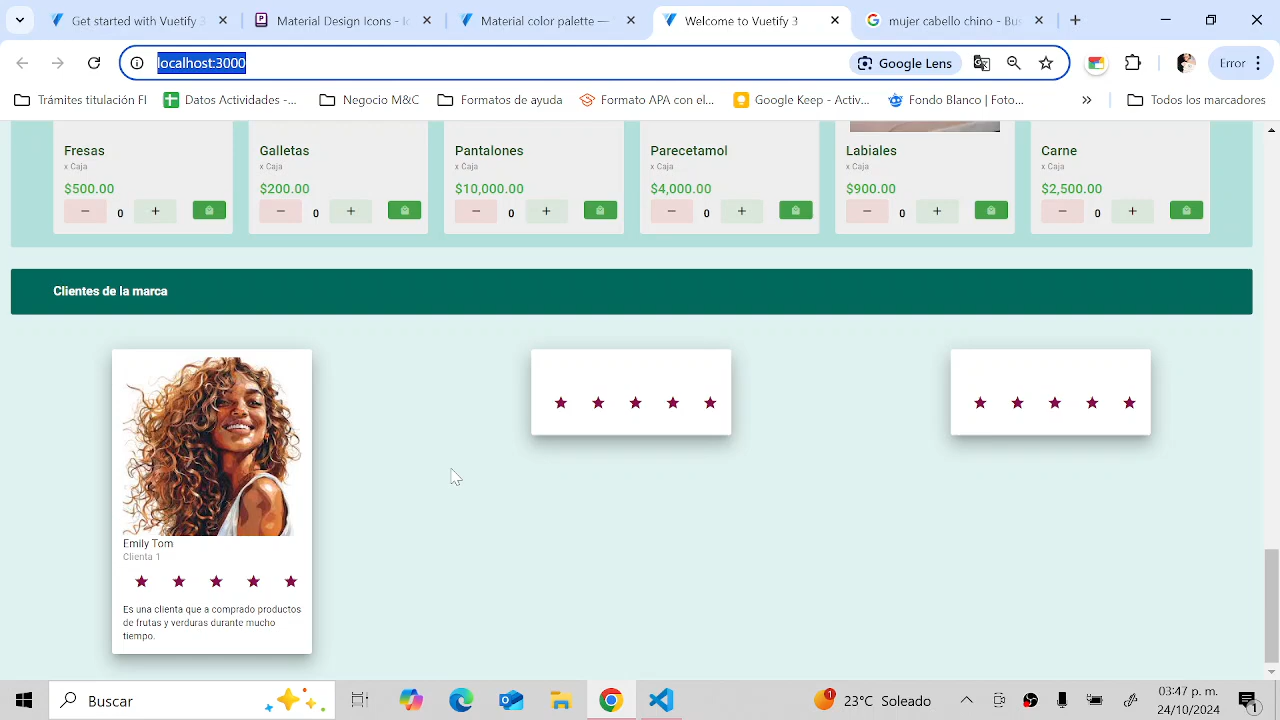 Get started with Vuetify 3
Material Design Icons - Ic
Material color palette —
Welcome to Vuetify 3
mujer cabello chino - Bus
localhost:3000
Google Lens
Error
Trámites titulación FI
Datos Actividades -...
Negocio M&C
Formatos de ayuda
Formato APA con el...
Google Keep - Activ...
Fondo Blanco | Foto...
»
Todos los marcadores
Fresas
x Caja
$500.00
− 0 +
Galletas
x Caja
$200.00
− 0 +
Pantalones
x Caja
$10,000.00
− 0 +
Parecetamol
x Caja
$4,000.00
− 0 +
Labiales
x Caja
$900.00
− 0 +
Carne
x Caja
$2,500.00
− 0 +
Clientes de la marca
Emily Tom
Clienta 1
Es una clienta que a comprado productos
de frutas y verduras durante mucho
tiempo.
Buscar
1
23°C Soleado
03:47 p. m.
24/10/2024
1